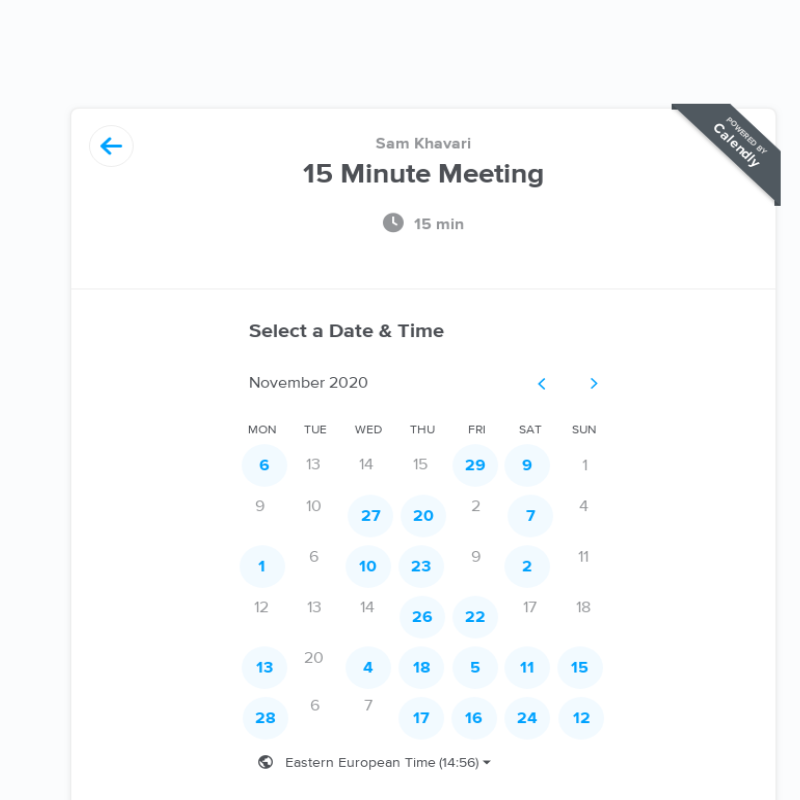 POWERED BY
Calendly
Sam Khavari
15 Minute Meeting
15 min
Select a Date & Time
November 2020
MON TUE WED THU FRI SAT SUN
6 13 14 15 29 9 1
9 10 27 20 2 7 4
1 6 10 23 9 2 11
12 13 14 26 22 17 18
13 20 4 18 5 11 15
28 6 7 17 16 24 12
Eastern European Time (14:56)